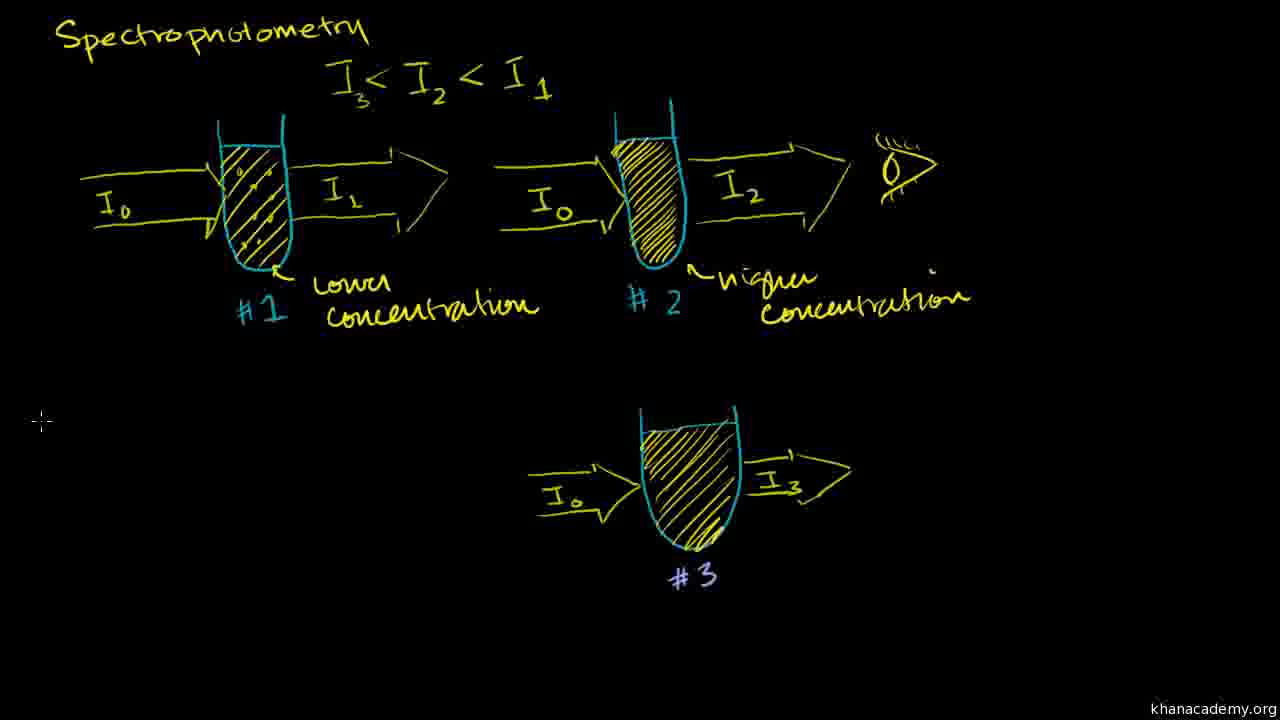 Spectrophotometry
I₃ < I₂ < I₁
I₀ I₁ I₀ I₂
lower
concentration
higher
concentration
#1 #2
I₀ I₃
#3
khanacademy.org